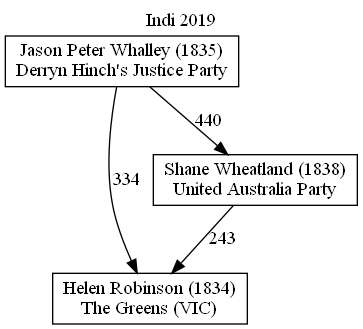 Indi 2019
Jason Peter Whalley (1835)
Derryn Hinch's Justice Party
440
334
Shane Wheatland (1838)
United Australia Party
243
Helen Robinson (1834)
The Greens (VIC)